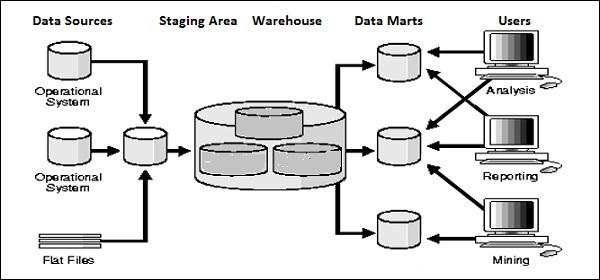 Data Sources
Staging Area
Warehouse
Data Marts
Users
Operational
System
Analysis
Operational
System
Reporting
Flat Files
Mining